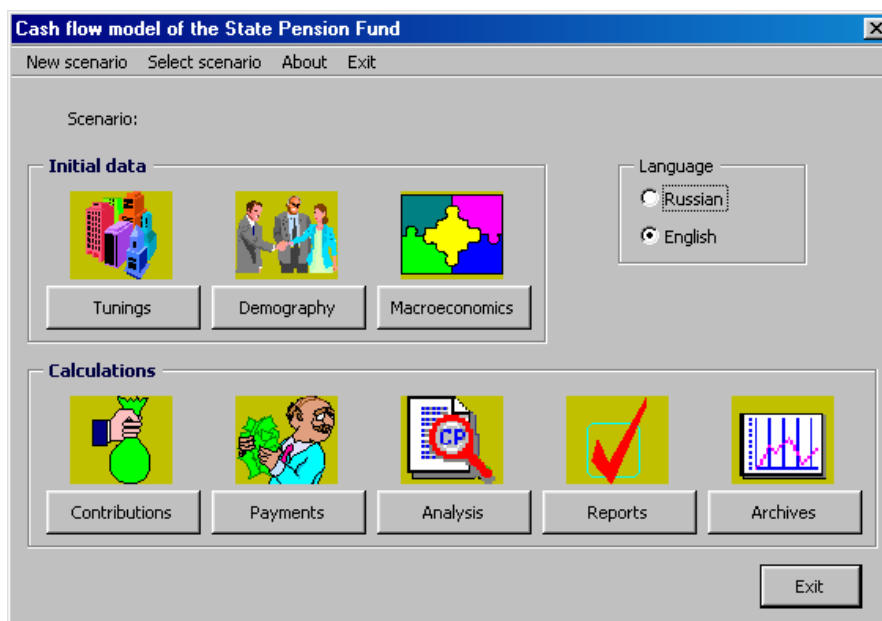 Cash flow model of the State Pension Fund
New scenario Select scenario About Exit
Scenario:
Initial data
Language
Russian
English
Tunings Demography Macroeconomics
Calculations
CP
Contributions Payments Analysis Reports Archives
Exit